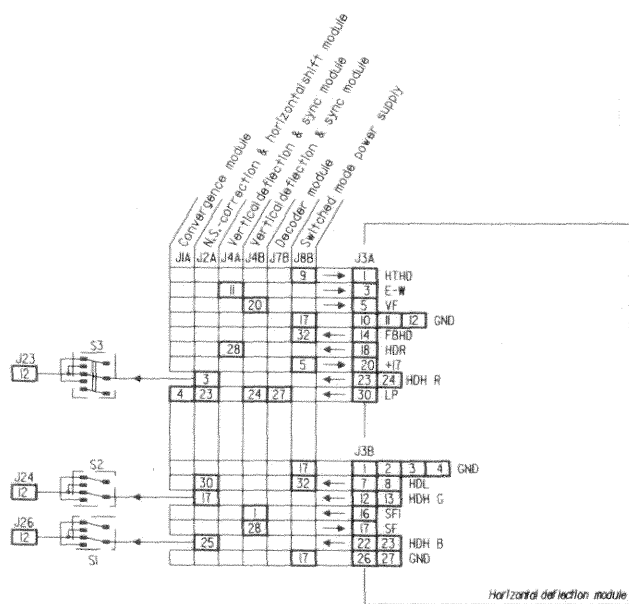 Convergence module
N.S.-correction & horizontalshift module
Verticaldeflection & sync module
Verticaldeflection & sync module
Decoder module
Switched mode power supply
J1A J2A J4A J4B J7B J8B J3A
9 1 HTHD
11 3 E-W
20 5 VF
17 10 11 12 GND
32 14 FBHD
28 18 HDR
5 20 +17
S3
J23
12
3 23 24 HDH R
4 23 24 27 30 LP
J3B
17 1 2 3 4 GND
S2
J24
12
30 32 7 8 HDL
17 12 13 HDH G
1 16 SFI
J26
12
28 17 SF
25 22 23 HDH B
S1
17 26 27 GND
Horizontal deflection module